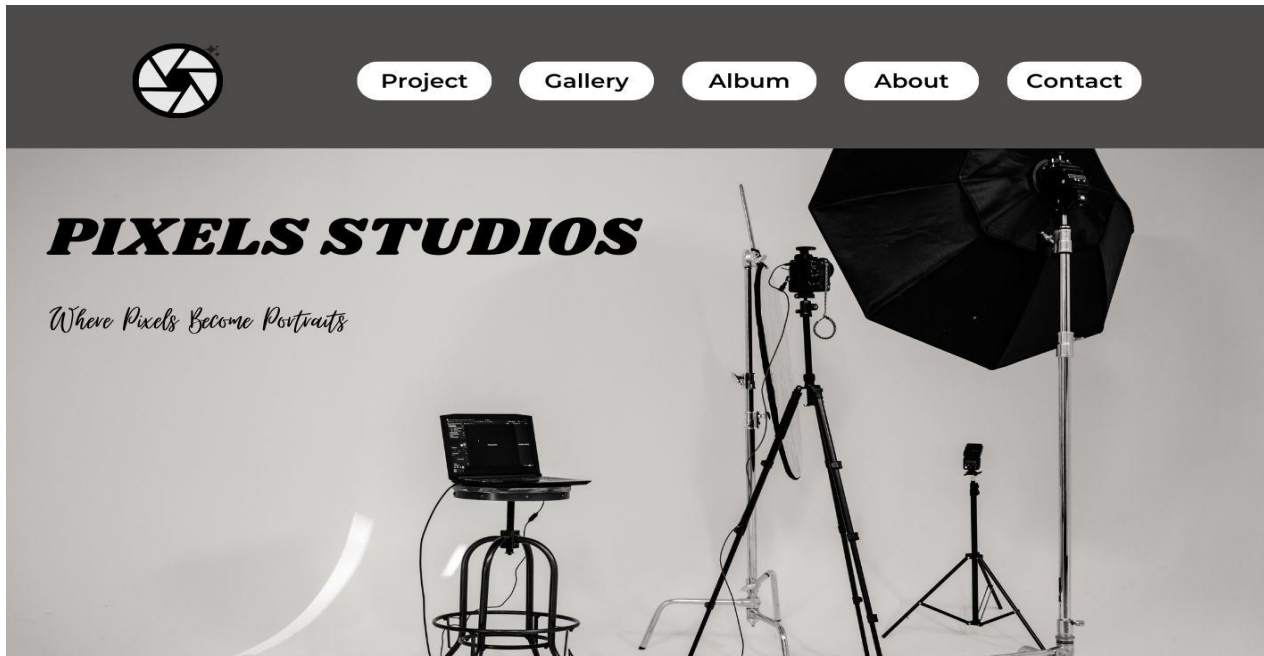 Project
Gallery
Album
About
Contact
PIXELS STUDIOS
Where Pixels Become Portraits